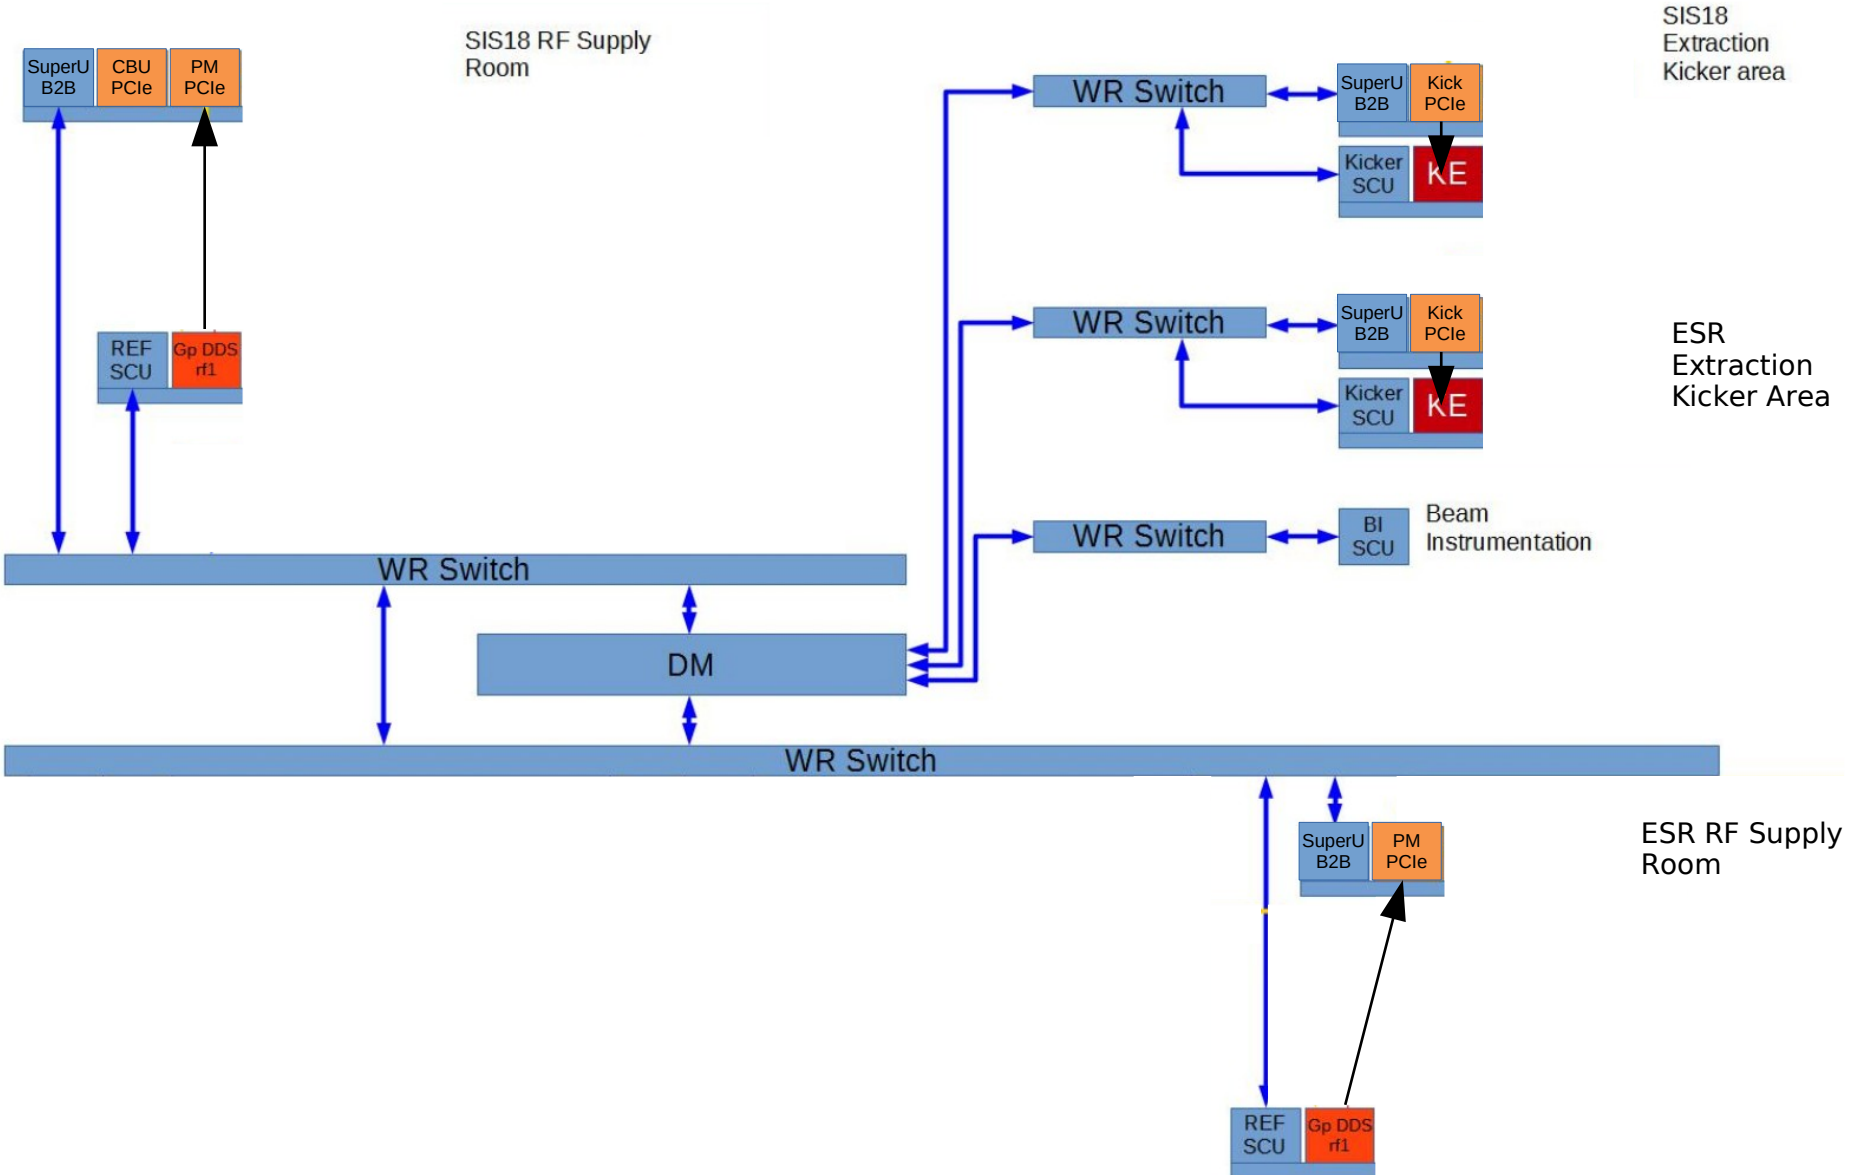 SIS18 RF Supply
Room
SIS18
Extraction
Kicker area
SuperU
B2B
CBU
PCIe
PM
PCIe
WR Switch
SuperU
B2B
Kick
PCIe
Kicker
SCU
KE
REF
SCU
Gp DDS
rf1
WR Switch
SuperU
B2B
Kick
PCIe
Kicker
SCU
KE
ESR
Extraction
Kicker Area
WR Switch
BI
SCU
Beam
Instrumentation
WR Switch
DM
WR Switch
SuperU
B2B
PM
PCIe
ESR RF Supply
Room
REF
SCU
Gp DDS
rf1